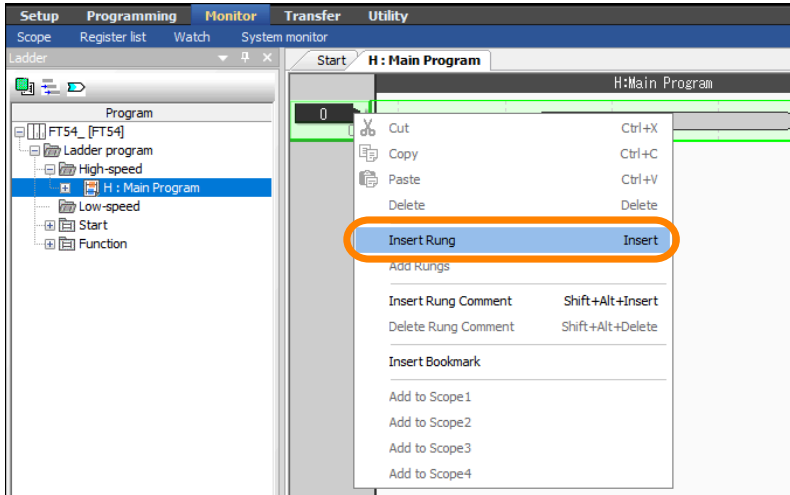 Setup Programming Monitor Transfer Utility
Scope Register list Watch System monitor
Ladder
Start H : Main Program
H:Main Program
Program
FT54_ [FT54]
Ladder program
High-speed
H : Main Program
Low-speed
Start
Function
0
Cut Ctrl+X
Copy Ctrl+C
Paste Ctrl+V
Delete Delete
Insert Rung Insert
Add Rungs
Insert Rung Comment Shift+Alt+Insert
Delete Rung Comment Shift+Alt+Delete
Insert Bookmark
Add to Scope1
Add to Scope2
Add to Scope3
Add to Scope4